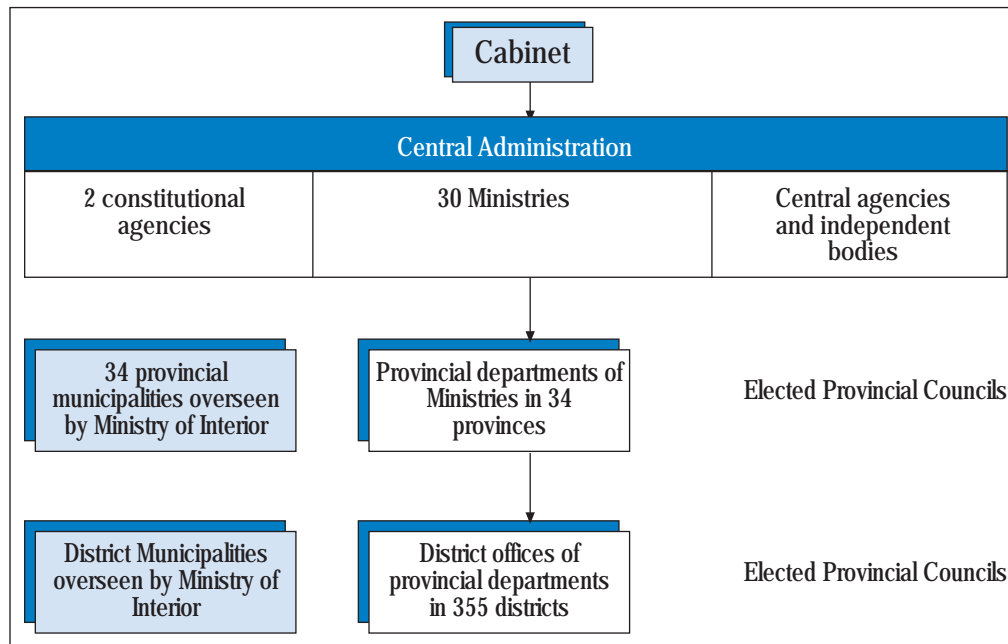 Cabinet
Central Administration
2 constitutional
agencies
30 Ministries
Central agencies
and independent
bodies
34 provincial
municipalities overseen
by Ministry of Interior
Provincial departments of
Ministries in 34
provinces
Elected Provincial Councils
District Municipalities
overseen by Ministry of
Interior
District offices of
provincial departments
in 355 districts
Elected Provincial Councils